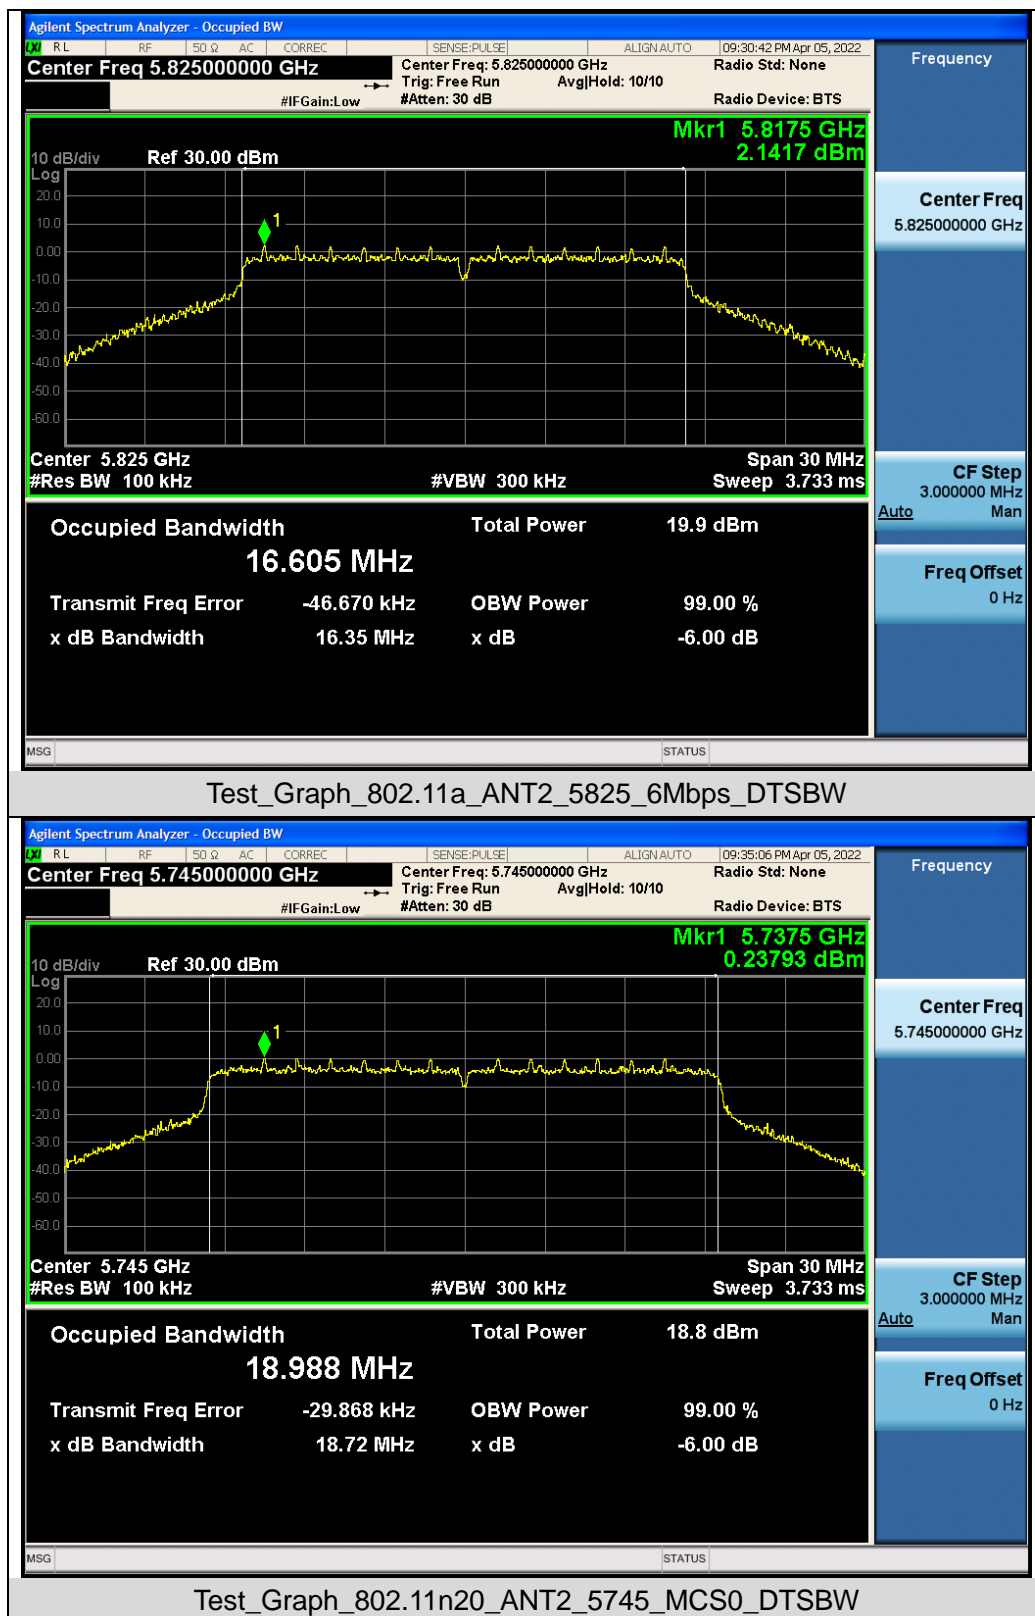 Agilent Spectrum Analyzer - Occupied BW
LXI RL RF 50 Ω AC CORREC SENSE:PULSE ALIGN AUTO 09:30:42 PM Apr 05, 2022
Center Freq 5.825000000 GHz
Center Freq: 5.825000000 GHz
Radio Std: None
Trig: Free Run Avg|Hold: 10/10
#IFGain:Low
#Atten: 30 dB
Radio Device: BTS
Mkr1 5.8175 GHz
2.1417 dBm
10 dB/div Ref 30.00 dBm
Log
20.0
10.0
0.00
-10.0
-20.0
-30.0
-40.0
-50.0
-60.0
1
Center 5.825 GHz Span 30 MHz
#Res BW 100 kHz #VBW 300 kHz Sweep 3.733 ms
Occupied Bandwidth Total Power 19.9 dBm
16.605 MHz
Transmit Freq Error -46.670 kHz OBW Power 99.00 %
x dB Bandwidth 16.35 MHz x dB -6.00 dB
MSG STATUS
Frequency
Center Freq
5.825000000 GHz
CF Step
3.000000 MHz
Auto Man
Freq Offset
0 Hz
Test_Graph_802.11a_ANT2_5825_6Mbps_DTSBW
Agilent Spectrum Analyzer - Occupied BW
LXI RL RF 50 Ω AC CORREC SENSE:PULSE ALIGN AUTO 09:35:06 PM Apr 05, 2022
Center Freq 5.745000000 GHz
Center Freq: 5.745000000 GHz
Radio Std: None
Trig: Free Run Avg|Hold: 10/10
#IFGain:Low
#Atten: 30 dB
Radio Device: BTS
Mkr1 5.7375 GHz
0.23793 dBm
10 dB/div Ref 30.00 dBm
Log
20.0
10.0
0.00
-10.0
-20.0
-30.0
-40.0
-50.0
-60.0
1
Center 5.745 GHz Span 30 MHz
#Res BW 100 kHz #VBW 300 kHz Sweep 3.733 ms
Occupied Bandwidth Total Power 18.8 dBm
18.988 MHz
Transmit Freq Error -29.868 kHz OBW Power 99.00 %
x dB Bandwidth 18.72 MHz x dB -6.00 dB
MSG STATUS
Frequency
Center Freq
5.745000000 GHz
CF Step
3.000000 MHz
Auto Man
Freq Offset
0 Hz
Test_Graph_802.11n20_ANT2_5745_MCS0_DTSBW